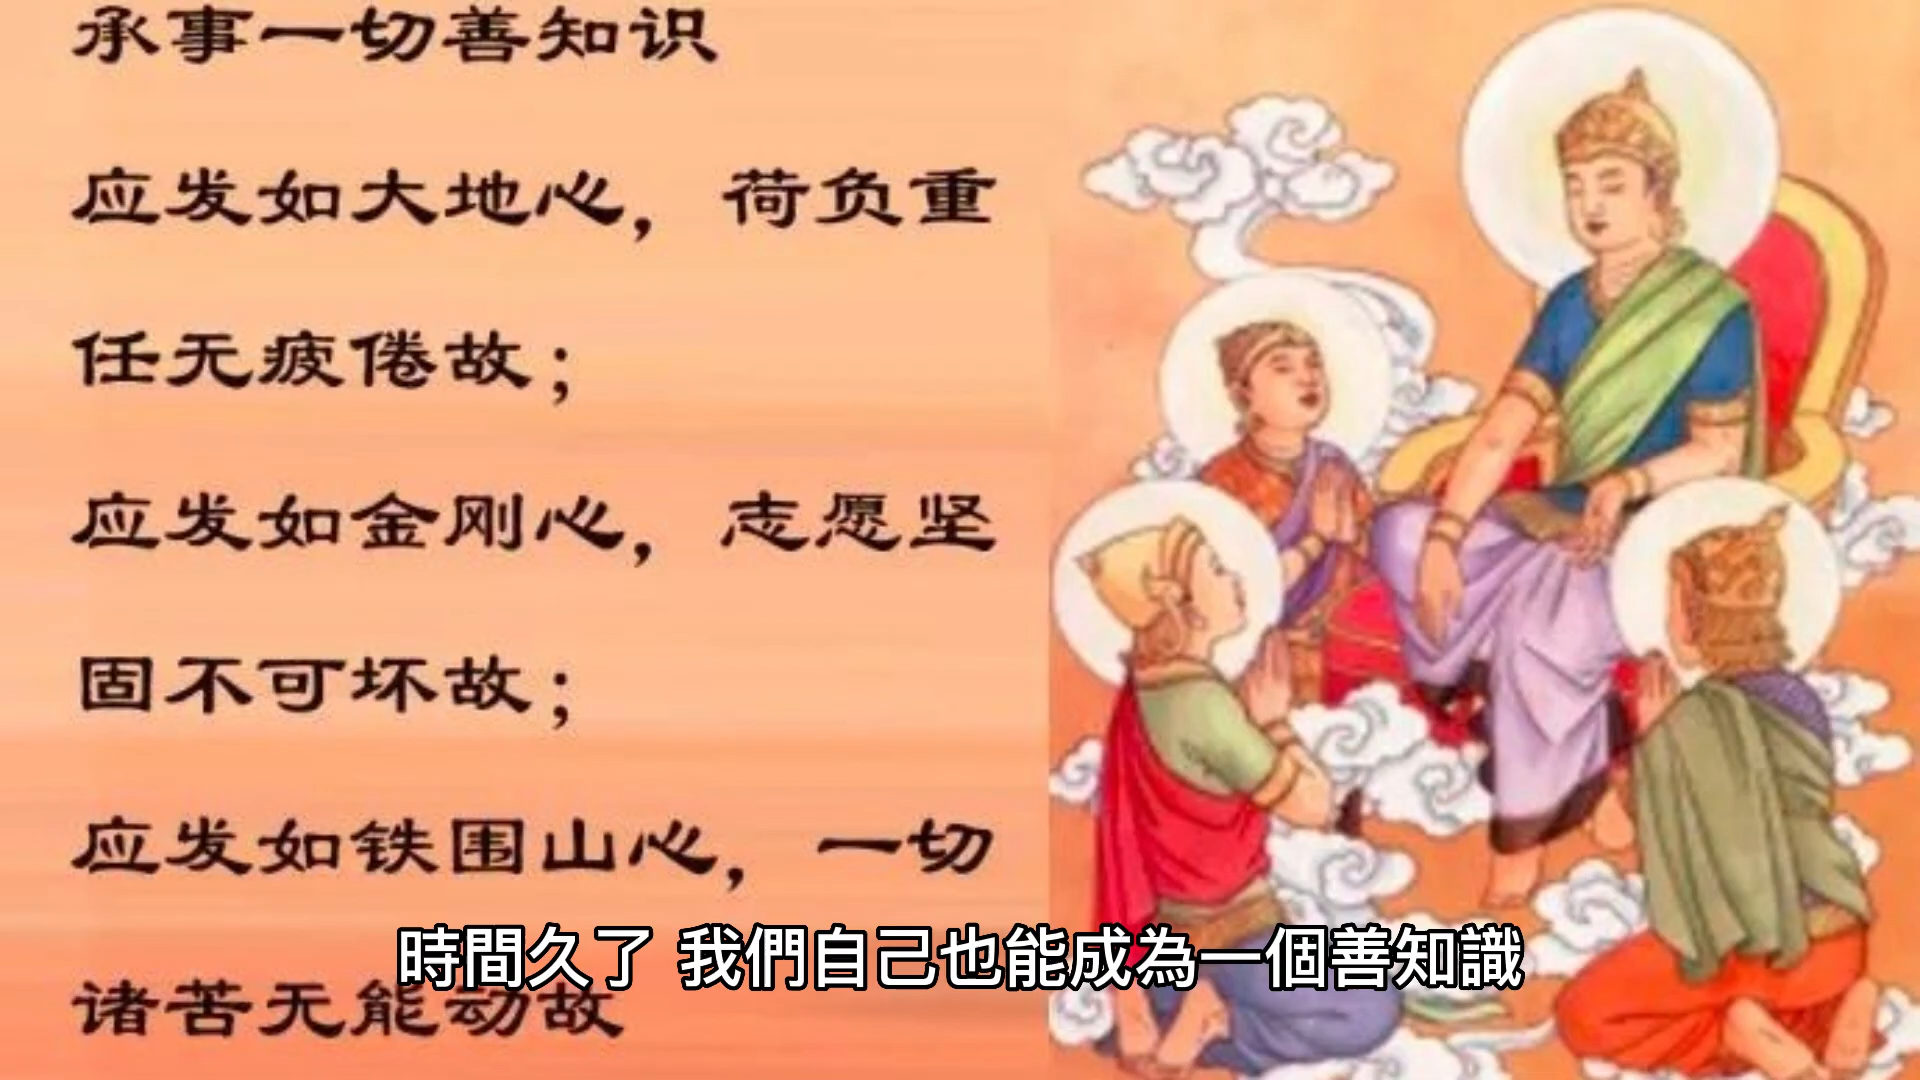 承事一切善知识
应发如大地心，荷负重
任无疲倦故；
应发如金刚心，志愿坚
固不可坏故；
应发如铁围山心，一切
诸苦无能动故
時間久了 我們自己也能成為一個善知識